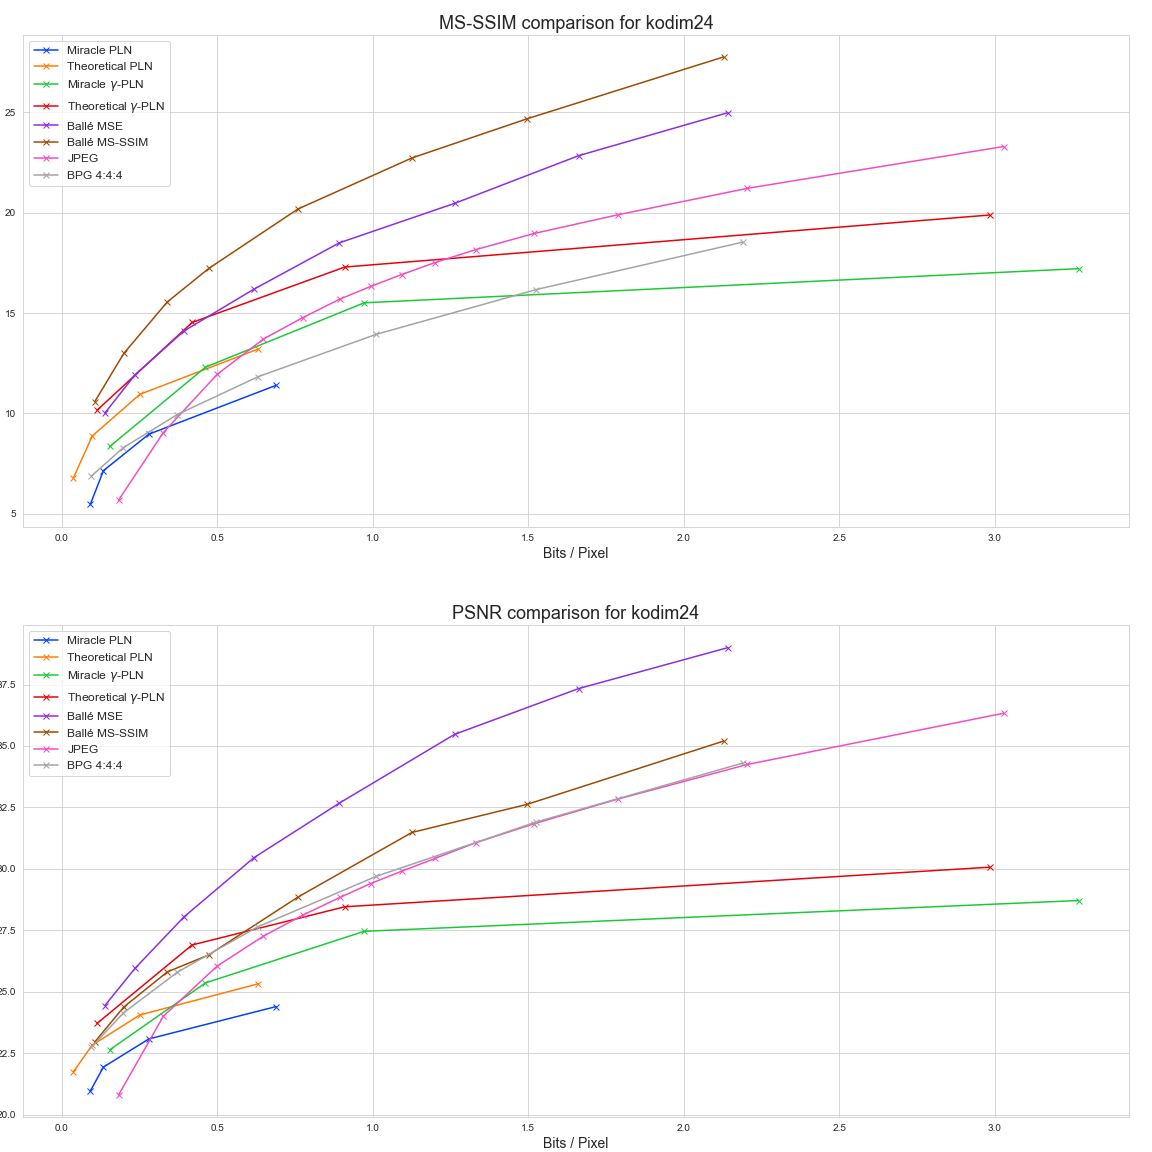 MS-SSIM comparison for kodim24
Miracle PLN
Theoretical PLN
Miracle γ-PLN
Theoretical γ-PLN
Ballé MSE
Ballé MS-SSIM
JPEG
BPG 4:4:4
25
20
15
10
5
0.0 0.5 1.0 1.5 2.0 2.5 3.0
Bits / Pixel
PSNR comparison for kodim24
Miracle PLN
Theoretical PLN
Miracle γ-PLN
Theoretical γ-PLN
Ballé MSE
Ballé MS-SSIM
JPEG
BPG 4:4:4
37.5
35.0
32.5
30.0
27.5
25.0
22.5
20.0
0.0 0.5 1.0 1.5 2.0 2.5 3.0
Bits / Pixel